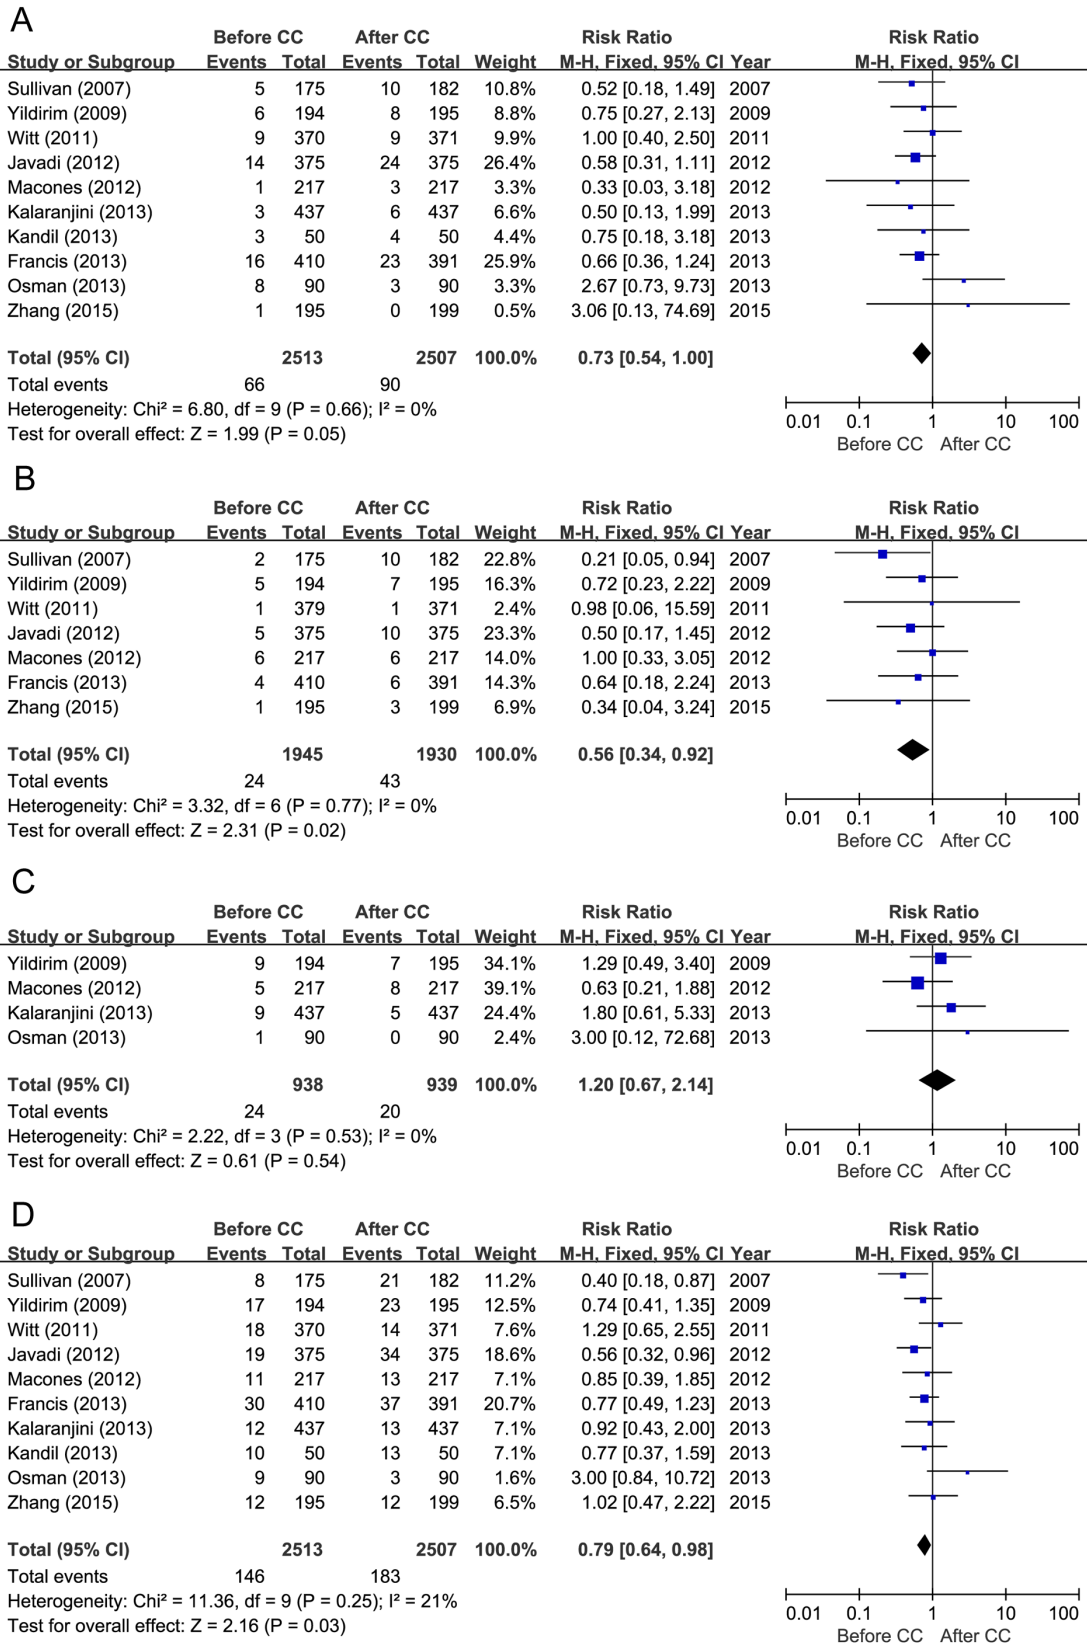 A
Before CC After CC Risk Ratio Risk Ratio
Study or Subgroup Events Total Events Total Weight M-H, Fixed, 95% CI Year M-H, Fixed, 95% CI
Sullivan (2007) 5 175 10 182 10.8% 0.52 [0.18, 1.49] 2007
Yildirim (2009) 6 194 8 195 8.8% 0.75 [0.27, 2.13] 2009
Witt (2011) 9 370 9 371 9.9% 1.00 [0.40, 2.50] 2011
Javadi (2012) 14 375 24 375 26.4% 0.58 [0.31, 1.11] 2012
Macones (2012) 1 217 3 217 3.3% 0.33 [0.03, 3.18] 2012
Kalaranjini (2013) 3 437 6 437 6.6% 0.50 [0.13, 1.99] 2013
Kandil (2013) 3 50 4 50 4.4% 0.75 [0.18, 3.18] 2013
Francis (2013) 16 410 23 391 25.9% 0.66 [0.36, 1.24] 2013
Osman (2013) 8 90 3 90 3.3% 2.67 [0.73, 9.73] 2013
Zhang (2015) 1 195 0 199 0.5% 3.06 [0.13, 74.69] 2015
Total (95% CI) 2513 2507 100.0% 0.73 [0.54, 1.00]
Total events 66 90
Heterogeneity: Chi² = 6.80, df = 9 (P = 0.66); I² = 0%
Test for overall effect: Z = 1.99 (P = 0.05)
0.01 0.1 1 10 100
Before CC After CC
B
Before CC After CC Risk Ratio Risk Ratio
Study or Subgroup Events Total Events Total Weight M-H, Fixed, 95% CI Year M-H, Fixed, 95% CI
Sullivan (2007) 2 175 10 182 22.8% 0.21 [0.05, 0.94] 2007
Yildirim (2009) 5 194 7 195 16.3% 0.72 [0.23, 2.22] 2009
Witt (2011) 1 379 1 371 2.4% 0.98 [0.06, 15.59] 2011
Javadi (2012) 5 375 10 375 23.3% 0.50 [0.17, 1.45] 2012
Macones (2012) 6 217 6 217 14.0% 1.00 [0.33, 3.05] 2012
Francis (2013) 4 410 6 391 14.3% 0.64 [0.18, 2.24] 2013
Zhang (2015) 1 195 3 199 6.9% 0.34 [0.04, 3.24] 2015
Total (95% CI) 1945 1930 100.0% 0.56 [0.34, 0.92]
Total events 24 43
Heterogeneity: Chi² = 3.32, df = 6 (P = 0.77); I² = 0%
Test for overall effect: Z = 2.31 (P = 0.02)
0.01 0.1 1 10 100
Before CC After CC
C
Before CC After CC Risk Ratio Risk Ratio
Study or Subgroup Events Total Events Total Weight M-H, Fixed, 95% CI Year M-H, Fixed, 95% CI
Yildirim (2009) 9 194 7 195 34.1% 1.29 [0.49, 3.40] 2009
Macones (2012) 5 217 8 217 39.1% 0.63 [0.21, 1.88] 2012
Kalaranjini (2013) 9 437 5 437 24.4% 1.80 [0.61, 5.33] 2013
Osman (2013) 1 90 0 90 2.4% 3.00 [0.12, 72.68] 2013
Total (95% CI) 938 939 100.0% 1.20 [0.67, 2.14]
Total events 24 20
Heterogeneity: Chi² = 2.22, df = 3 (P = 0.53); I² = 0%
Test for overall effect: Z = 0.61 (P = 0.54)
0.01 0.1 1 10 100
Before CC After CC
D
Before CC After CC Risk Ratio Risk Ratio
Study or Subgroup Events Total Events Total Weight M-H, Fixed, 95% CI Year M-H, Fixed, 95% CI
Sullivan (2007) 8 175 21 182 11.2% 0.40 [0.18, 0.87] 2007
Yildirim (2009) 17 194 23 195 12.5% 0.74 [0.41, 1.35] 2009
Witt (2011) 18 370 14 371 7.6% 1.29 [0.65, 2.55] 2011
Javadi (2012) 19 375 34 375 18.6% 0.56 [0.32, 0.96] 2012
Macones (2012) 11 217 13 217 7.1% 0.85 [0.39, 1.85] 2012
Francis (2013) 30 410 37 391 20.7% 0.77 [0.49, 1.23] 2013
Kalaranjini (2013) 12 437 13 437 7.1% 0.92 [0.43, 2.00] 2013
Kandil (2013) 10 50 13 50 7.1% 0.77 [0.37, 1.59] 2013
Osman (2013) 9 90 3 90 1.6% 3.00 [0.84, 10.72] 2013
Zhang (2015) 12 195 12 199 6.5% 1.02 [0.47, 2.22] 2015
Total (95% CI) 2513 2507 100.0% 0.79 [0.64, 0.98]
Total events 146 183
Heterogeneity: Chi² = 11.36, df = 9 (P = 0.25); I² = 21%
Test for overall effect: Z = 2.16 (P = 0.03)
0.01 0.1 1 10 100
Before CC After CC